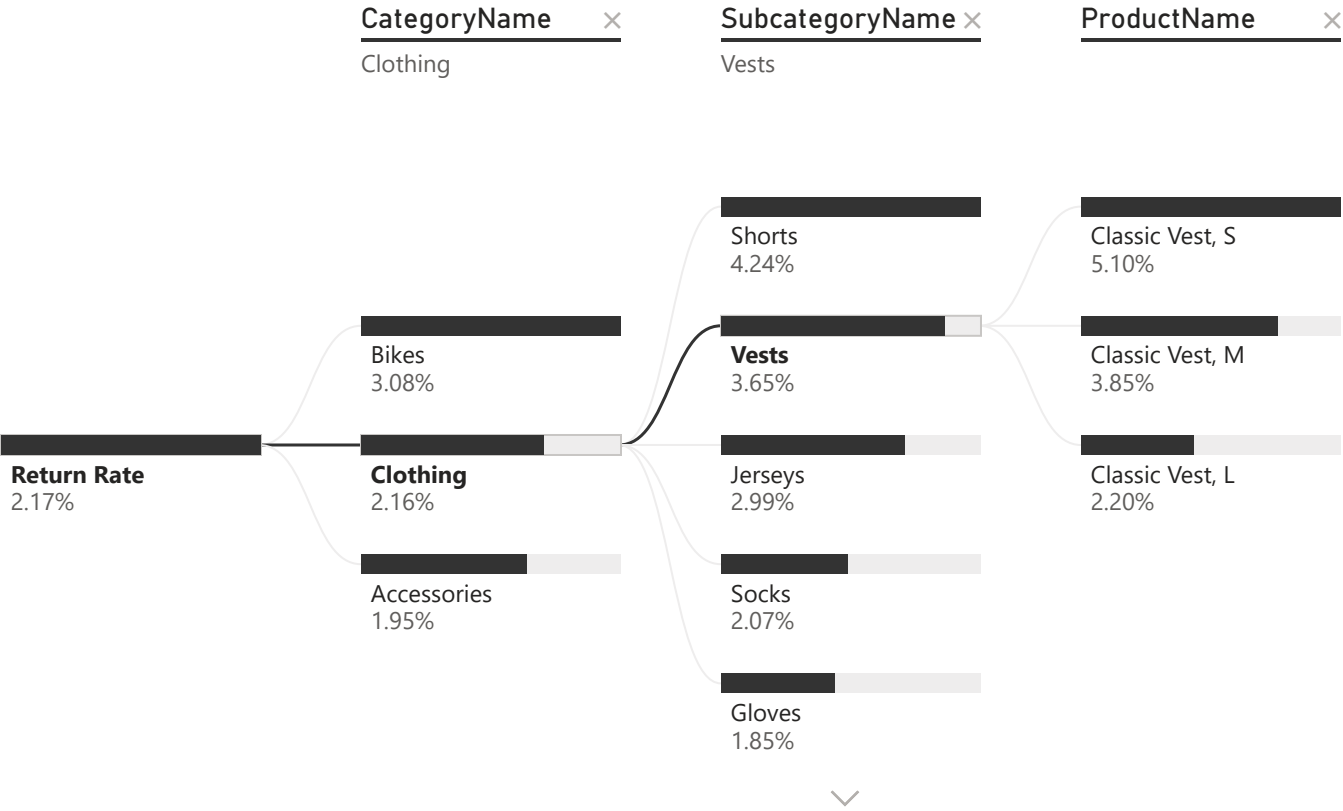 CategoryName
SubcategoryName
ProductName
Clothing
Vests
Return Rate
2.17%
Bikes
3.08%
Clothing
2.16%
Accessories
1.95%
Shorts
4.24%
Vests
3.65%
Jerseys
2.99%
Socks
2.07%
Gloves
1.85%
Classic Vest, S
5.10%
Classic Vest, M
3.85%
Classic Vest, L
2.20%